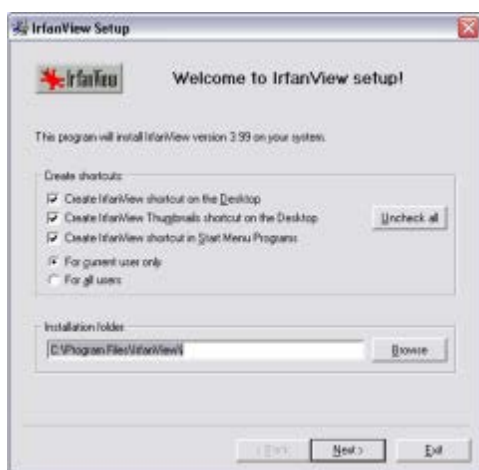 IrfanView Setup
IrfanView
Welcome to IrfanView setup!
This program will install IrfanView version 3.99 on your system.
Create shortcuts
Create IrfanView shortcut on the Desktop
Create IrfanView Thumbnails shortcut on the Desktop
Uncheck all
Create IrfanView shortcut in Start Menu Programs
For current user only
For all users
Installation folder
C:\Program Files\IrfanView\
Browse
< Back
Next >
Exit